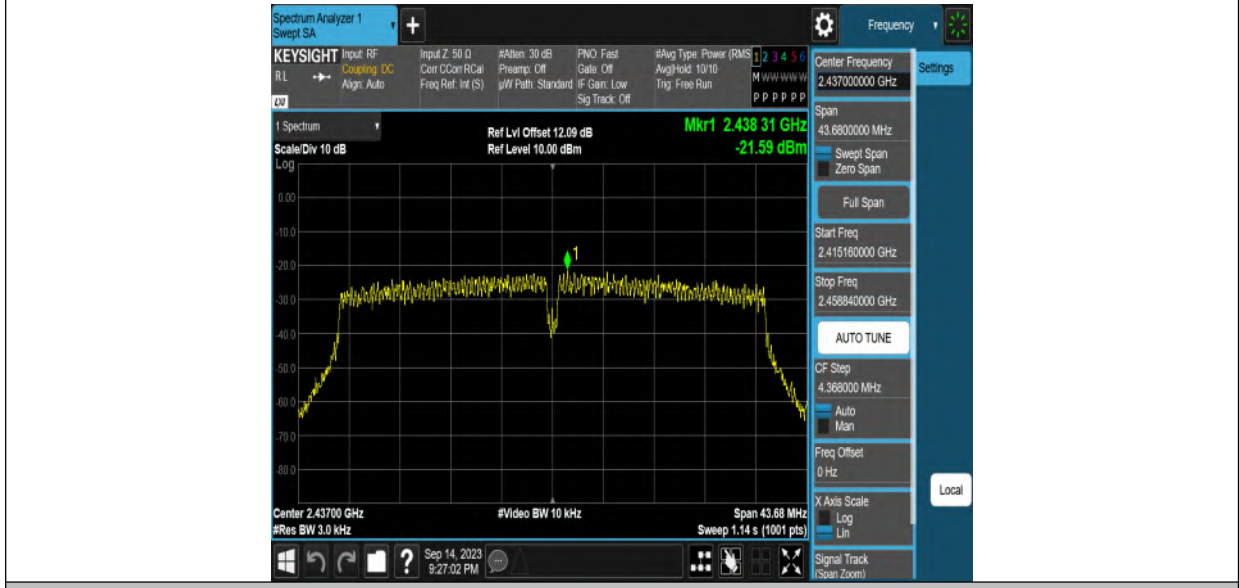 Spectrum Analyzer 1
Swept SA
+
Frequency
KEYSIGHT
RL
LXI
Input: RF
Coupling: DC
Align: Auto
Input Z: 50 Ω
Corr CCorr RCal
Freq Ref: Int (S)
#Atten: 30 dB
Preamp: Off
µW Path: Standard
PNO: Fast
Gate: Off
IF Gain: Low
Sig Track: Off
#Avg Type: Power (RMS
Avg|Hold: 10/10
Trig: Free Run
1 2 3 4 5 6
M W W W W W
P P P P P P
Center Frequency
2.437000000 GHz
Settings
Span
43.6800000 MHz
Swept Span
Zero Span
Full Span
Start Freq
2.415160000 GHz
Stop Freq
2.458840000 GHz
AUTO TUNE
CF Step
4.368000 MHz
Auto
Man
Freq Offset
0 Hz
X Axis Scale
Log
Lin
Signal Track
(Span Zoom)
Local
1 Spectrum
Scale/Div 10 dB
Ref Lvl Offset 12.09 dB
Ref Level 10.00 dBm
Mkr1 2.438 31 GHz
-21.59 dBm
Log
0.00
-10.0
1
-20.0
-30.0
-40.0
-50.0
-60.0
-70.0
-80.0
Center 2.43700 GHz
#Res BW 3.0 kHz
#Video BW 10 kHz
Span 43.68 MHz
Sweep 1.14 s (1001 pts)
?
Sep 14, 2023
9:27:02 PM